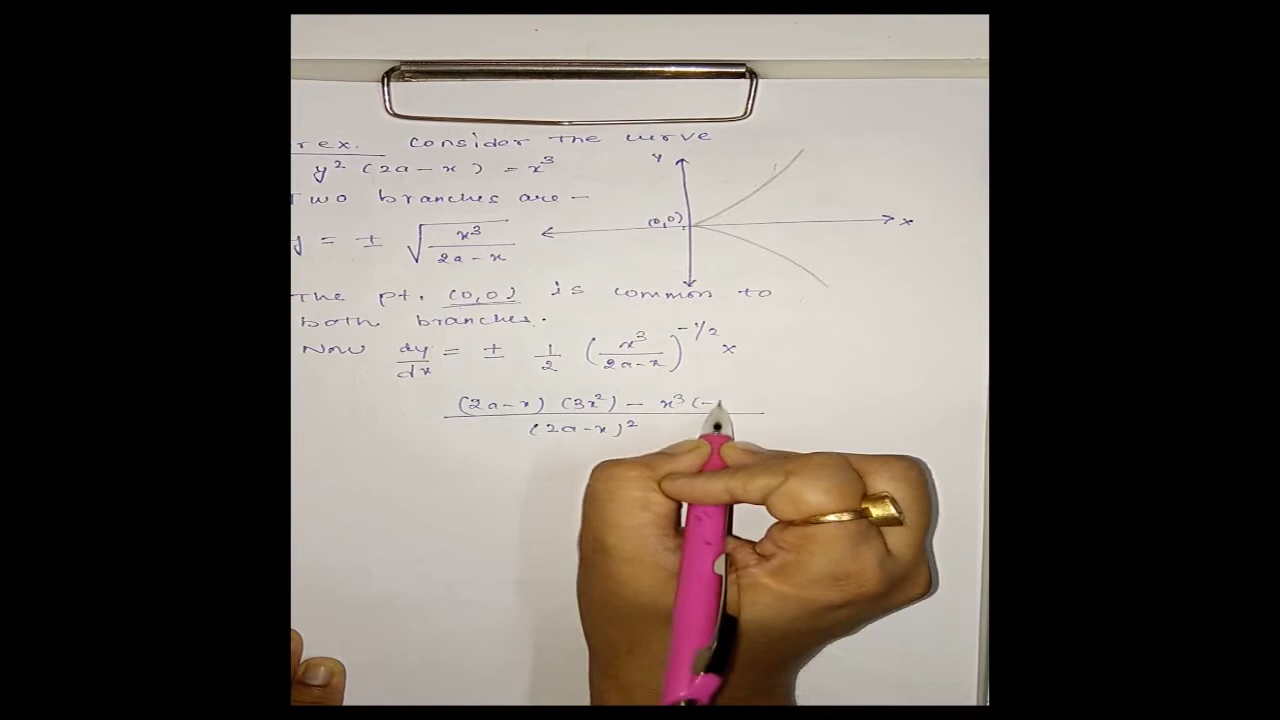 r ex. Consider the curve
y² (2a - x) = x³
Two branches are -
y = ± √(x³/(2a - x))
Y
(0,0)
X
The pt. (0,0) is common to
both branches.
Now dy/dx = ± 1/2 (x³/(2a-x))^(-1/2) ×
((2a-x) (3x²) - x³(-)/(2a-x)²